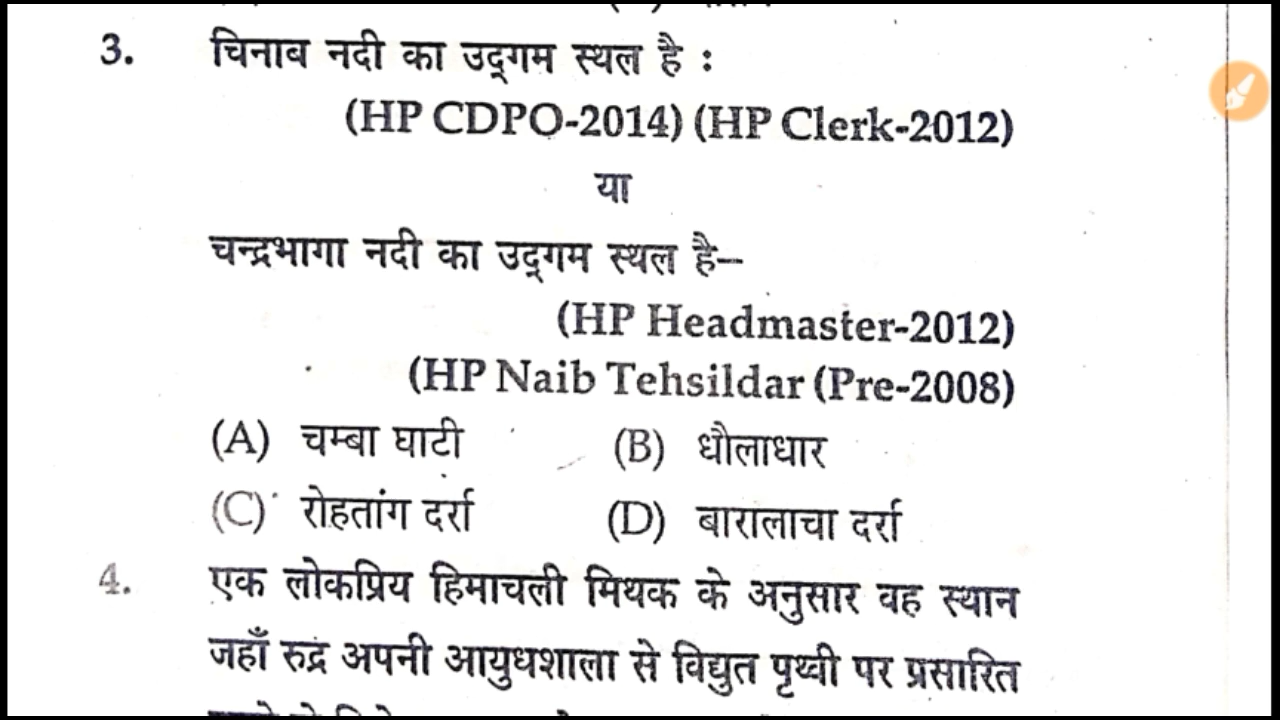 3. चिनाब नदी का उद्गम स्थल है :
(HP CDPO-2014) (HP Clerk-2012)
या
चन्द्रभागा नदी का उद्गम स्थल है–
(HP Headmaster-2012)
(HP Naib Tehsildar (Pre-2008)
(A) चम्बा घाटी (B) धौलाधार
(C) रोहतांग दर्रा (D) बारालाचा दर्रा
4. एक लोकप्रिय हिमाचली मिथक के अनुसार वह स्थान
जहाँ रुद्र अपनी आयुधशाला से विद्युत पृथ्वी पर प्रसारित